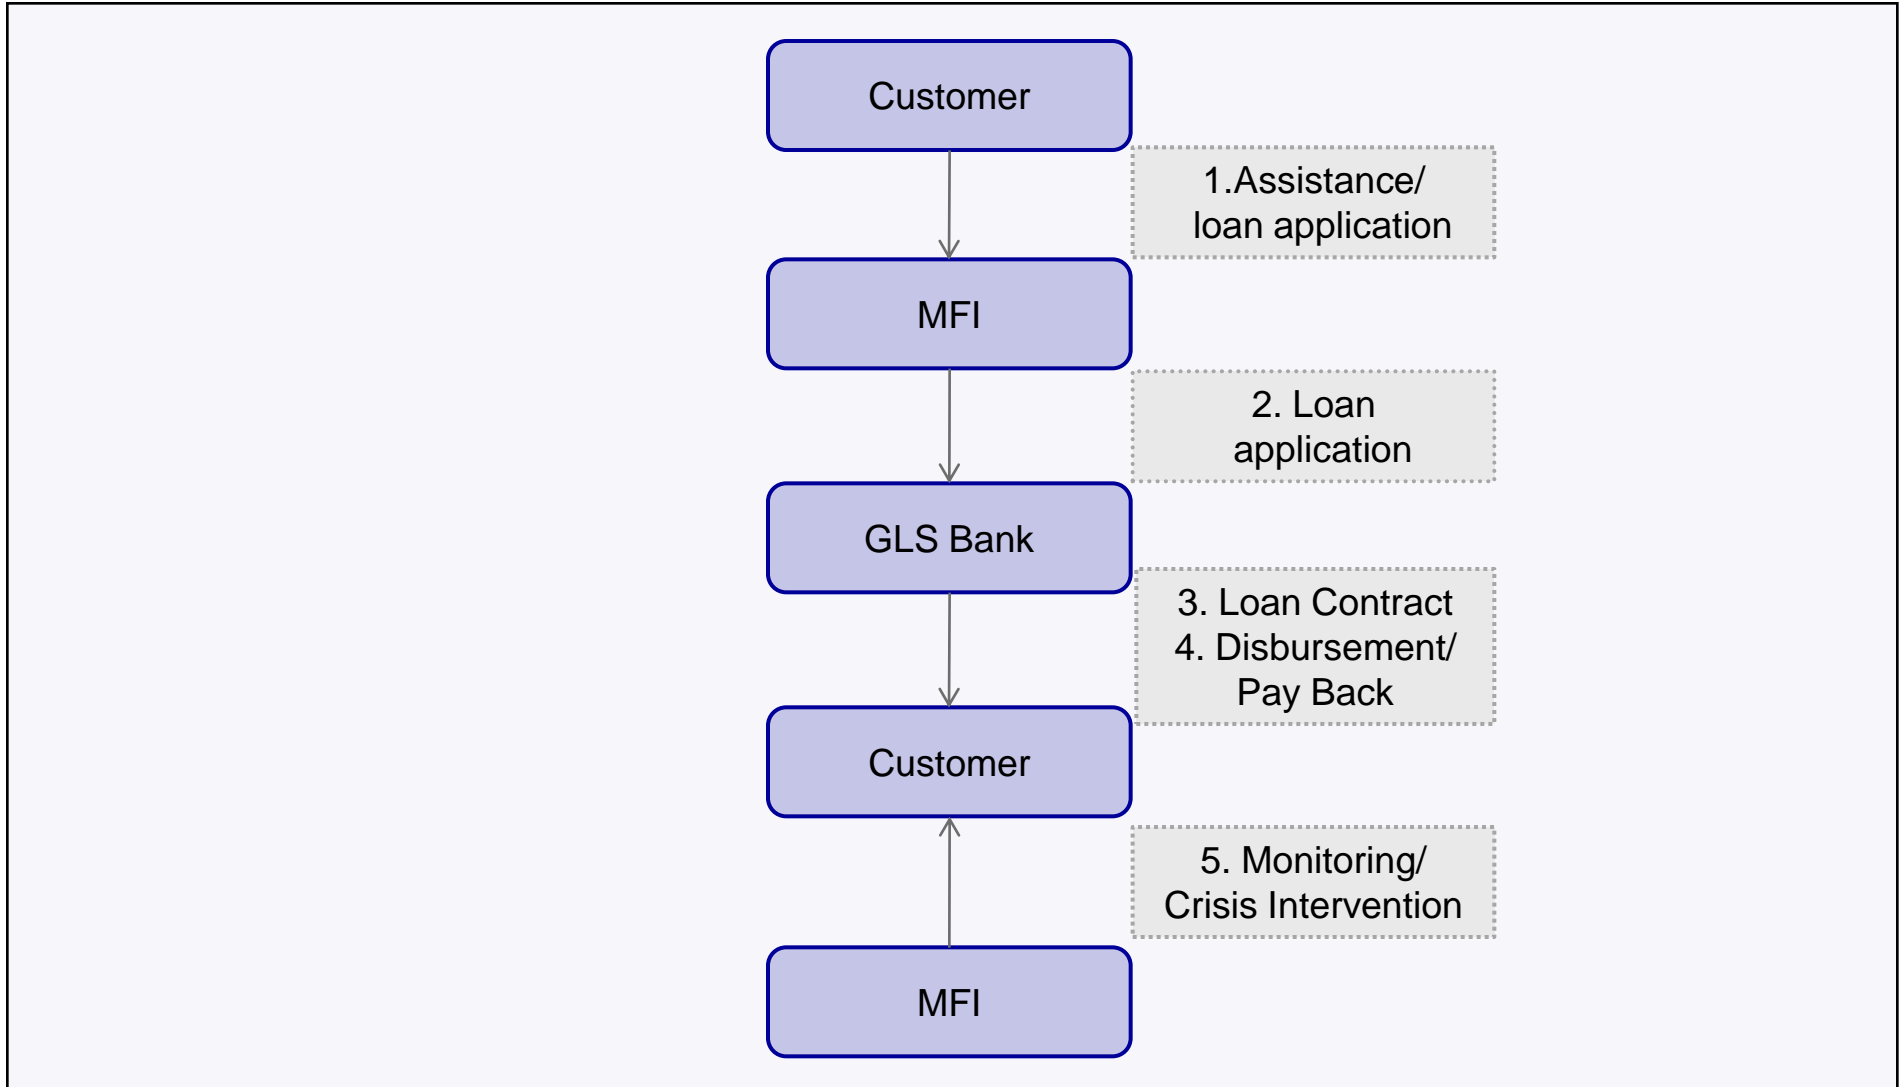 Customer
1.Assistance/
loan application
MFI
2. Loan
application
GLS Bank
3. Loan Contract
4. Disbursement/
Pay Back
Customer
5. Monitoring/
Crisis Intervention
MFI